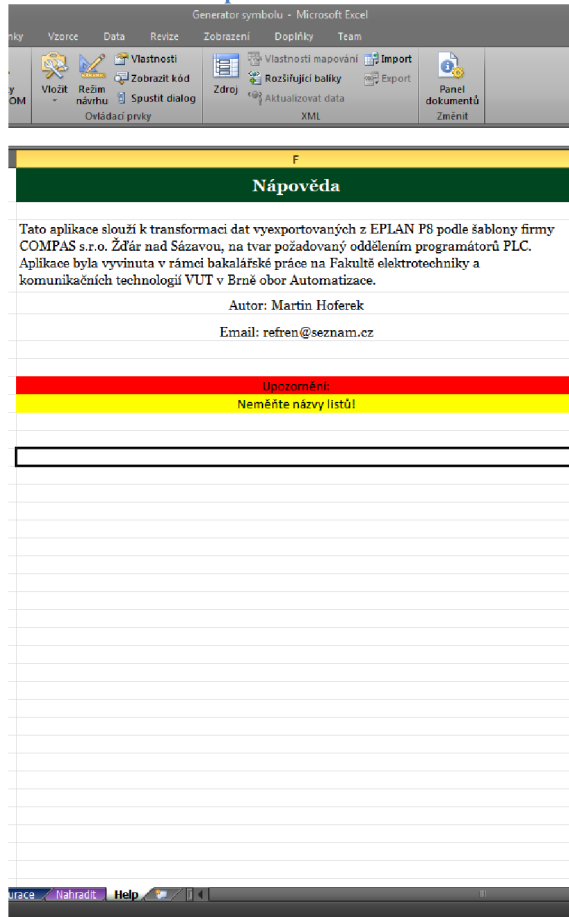 Generator symbolu - Microsoft Excel
nky Vzorce Data Revize Zobrazení Doplňky Team
Vlastnosti
Zobrazit kód
Spustit dialog
Vložit Režim návrhu
y OM
Ovládací prvky
Zdroj
Vlastnosti mapování
Rozšiřující balíky
Aktualizovat data
Import
Export
XML
Panel dokumentů
Změnit
F
Nápověda
Tato aplikace slouží k transformaci dat vyexportovaných z EPLAN P8 podle šablony firmy
COMPAS s.r.o. Žďár nad Sázavou, na tvar požadovaný oddělením programátorů PLC.
Aplikace byla vyvinuta v rámci bakalářské práce na Fakultě elektrotechniky a
komunikačních technologií VUT v Brně obor Automatizace.
Autor: Martin Hoferek
Email: refren@seznam.cz
Upozornění:
Neměňte názvy listů!
urace Nahradit Help